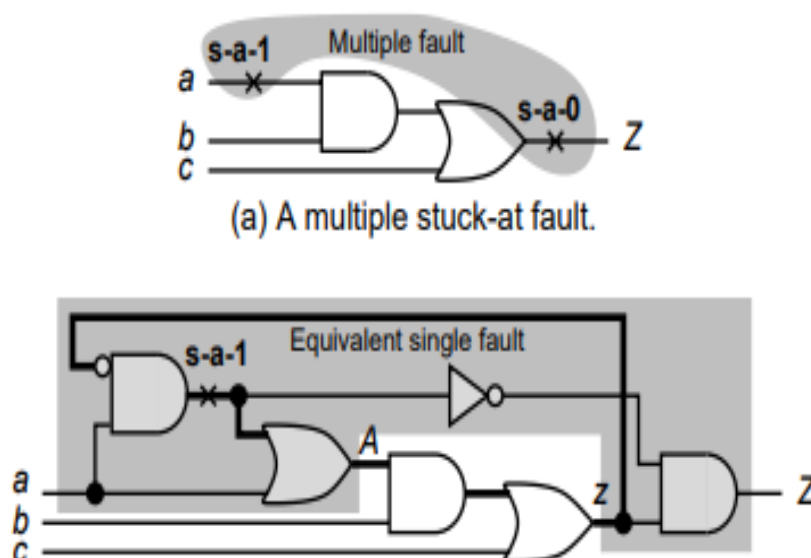 Multiple fault
s-a-1
a
s-a-0
b
Z
c
(a) A multiple stuck-at fault.
Equivalent single fault
s-a-1
A
a
z
Z
b
c